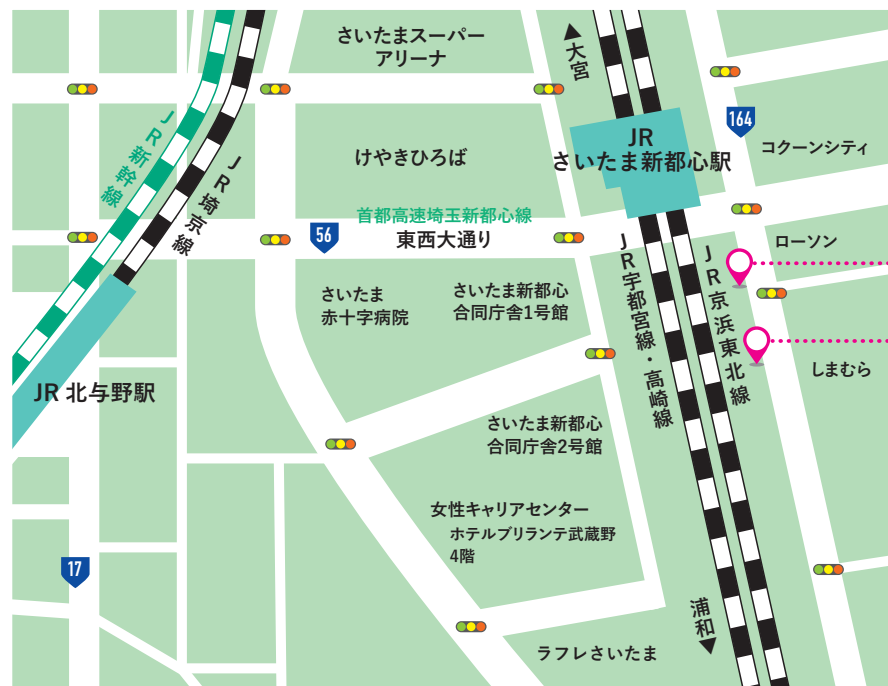 さいたまスーパー
アリーナ
▲大宮
164
JR
さいたま新都心駅
コクーンシティ
けやきひろば
JR新幹線
JR埼京線
首都高速埼玉新都心線
56
東西大通り
ローソン
さいたま
赤十字病院
さいたま新都心
合同庁舎1号館
JR宇都宮線・高崎線
JR京浜東北線
しまむら
JR 北与野駅
さいたま新都心
合同庁舎2号館
女性キャリアセンター
ホテルブリランテ武蔵野
4階
17
浦和▼
ラフレさいたま